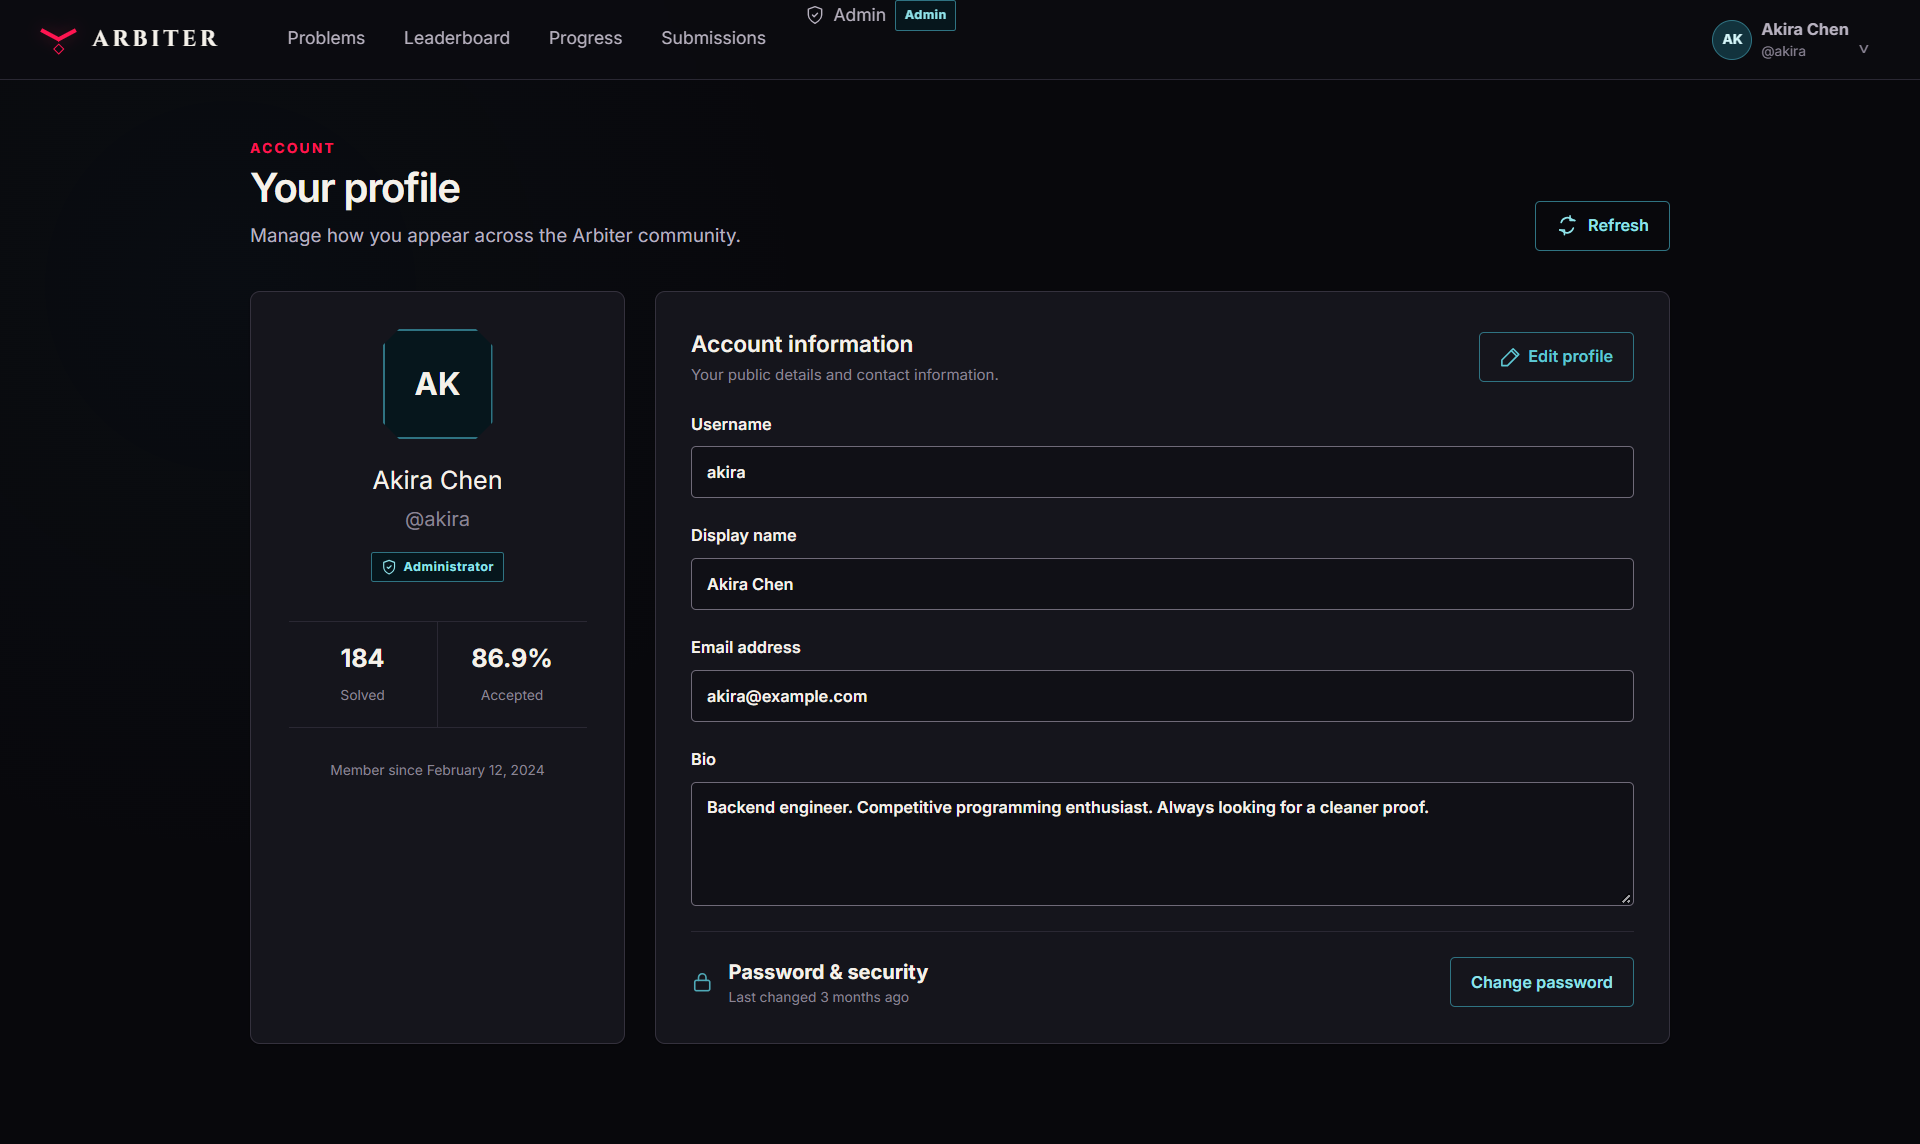 ARBITER
Problems
Leaderboard
Progress
Submissions
Admin
Admin
AK
Akira Chen
@akira
ACCOUNT
Your profile
Manage how you appear across the Arbiter community.
Refresh
AK
Akira Chen
@akira
Administrator
184
Solved
86.9%
Accepted
Member since February 12, 2024
Account information
Your public details and contact information.
Edit profile
Username
akira
Display name
Akira Chen
Email address
akira@example.com
Bio
Backend engineer. Competitive programming enthusiast. Always looking for a cleaner proof.
Password & security
Last changed 3 months ago
Change password